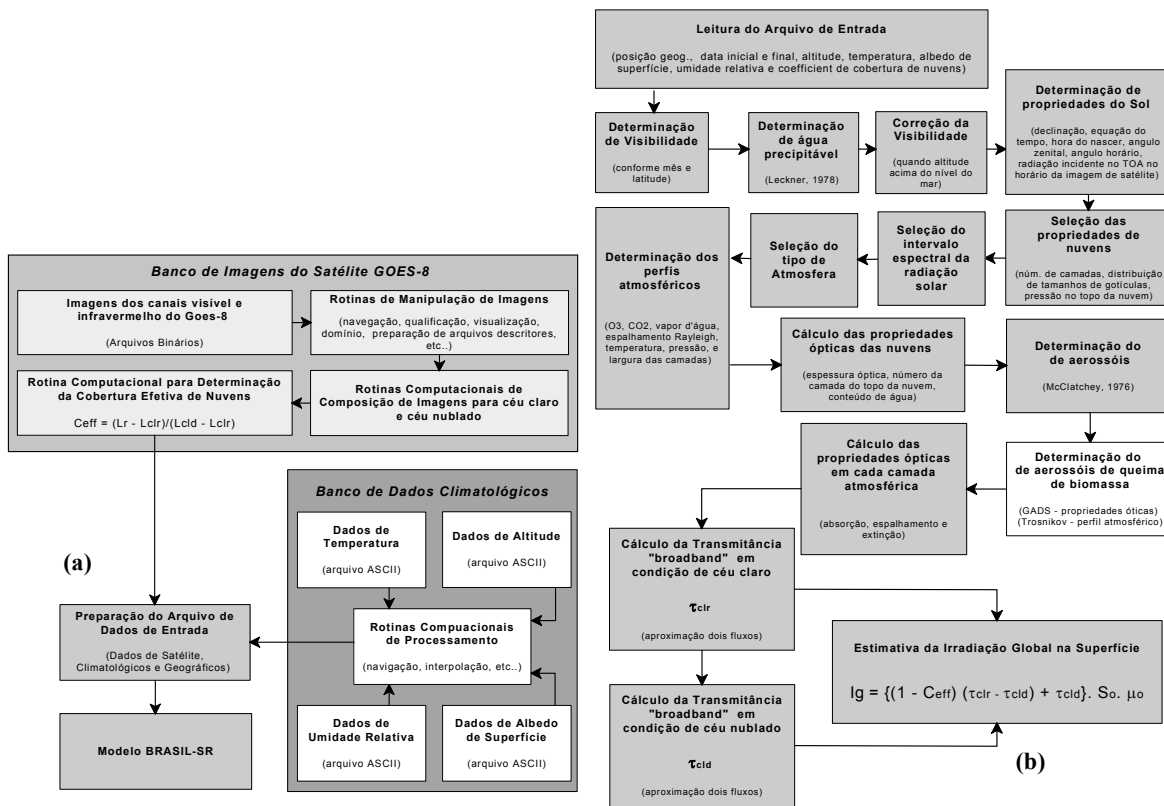 Banco de Imagens do Satélite GOES-8
Imagens dos canais visível e
infravermelho do Goes-8
(Arquivos Binários)
Rotinas de Manipulação de Imagens
(navegação, qualificação, visualização,
domínio, preparação de arquivos descritores,
etc..)
Rotina Computacional para Determinação
da Cobertura Efetiva de Nuvens
Ceff = (Lr - Lclr)/(Lcld - Lclr)
Rotinas Computacionais de
Composição de Imagens para céu claro
e céu nublado
Banco de Dados Climatológicos
Dados de
Temperatura
(arquivo ASCII)
Dados de Altitude
(arquivo ASCII)
(a)
Preparação do Arquivo de
Dados de Entrada
(Dados de Satélite,
Climatológicos e Geográficos)
Rotinas Compuacionais
de Processamento
(navegação, interpolação, etc..)
Dados de
Umidade Relativa
(arquivo ASCII)
Dados de Albedo
de Superfície
(arquivo ASCII)
Modelo BRASIL-SR
Leitura do Arquivo de Entrada
(posição geog., data inicial e final, altitude, temperatura, albedo de
superfície, umidade relativa e coefficient de cobertura de nuvens)
Determinação
de Visibilidade
(conforme mês e
latitude)
Determinação
de água
precipitável
(Leckner, 1978)
Correção da
Visibilidade
(quando altitude
acima do nível do
mar)
Determinação de
propriedades do Sol
(declinação, equação do
tempo, hora do nascer, angulo
zenital, angulo horário,
radiação incidente no TOA no
horário da imagem de satélite)
Determinação dos
perfis
atmosféricos
(O3, CO2, vapor d'água,
espalhamento Rayleigh,
temperatura, pressão, e
largura das camadas)
Seleção do
tipo de
Atmosfera
Seleção do
intervalo
espectral da
radiação
solar
Seleção das
propriedades de
nuvens
(núm. de camadas, distribuição
de tamanhos de gotículas,
pressão no topo da nuvem)
Cálculo das propriedades
ópticas das nuvens
(espessura óptica, número da
camada do topo da nuvem,
conteúdo de água)
Determinação do
de aerossóis
(McClatchey, 1976)
Cálculo das
propriedades ópticas
em cada camada
atmosférica
(absorção, espalhamento e
extinção)
Determinação do
de aerossóis de queima
de biomassa
(GADS - propriedades óticas)
(Trosnikov - perfil atmosférico)
Cálculo da Transmitância
"broadband" em
condição de céu claro
τclr
(aproximação dois fluxos)
Estimativa da Irradiação Global na Superfície
Ig = {(1 - Ceff) (τclr - τcld) + τcld}. So. μo
Cálculo da Transmitância
"broadband" em
condição de céu nublado
τcld
(aproximação dois fluxos)
(b)